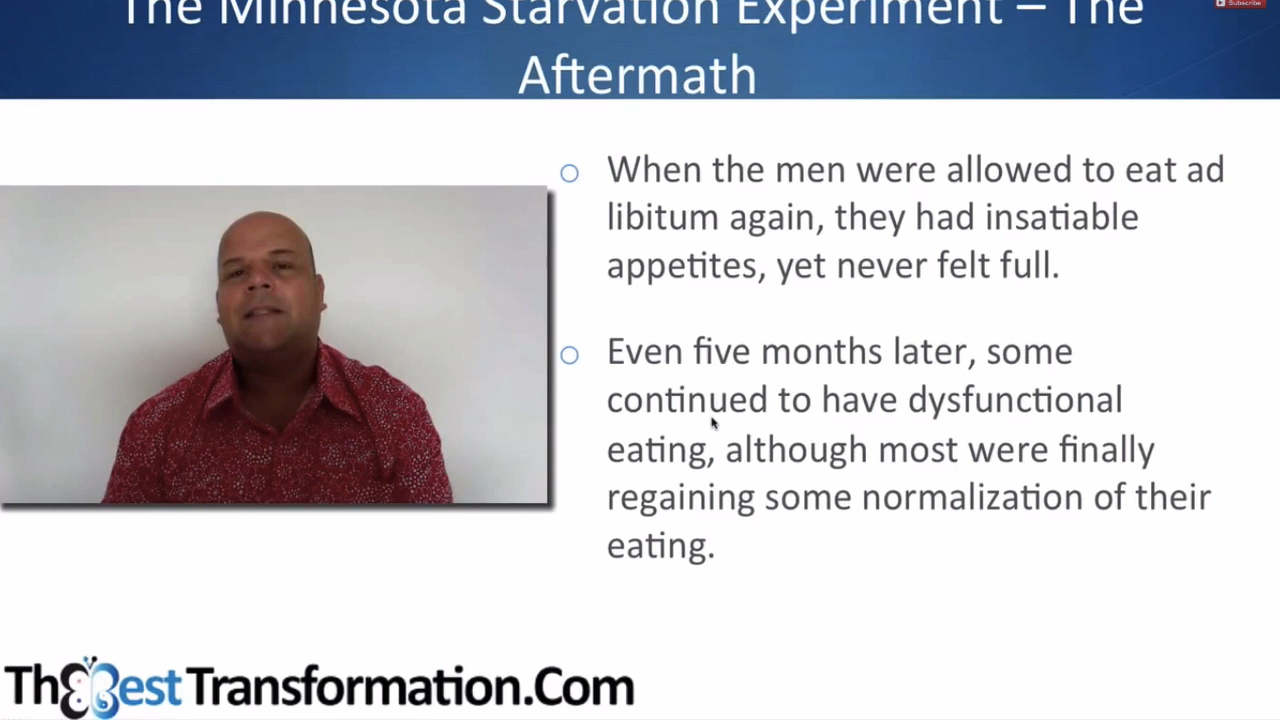 The Minnesota Starvation Experiment – The
Aftermath
Subscribe
When the men were allowed to eat ad
libitum again, they had insatiable
appetites, yet never felt full.
Even five months later, some
continued to have dysfunctional
eating, although most were finally
regaining some normalization of their
eating.
TheBestTransformation.Com